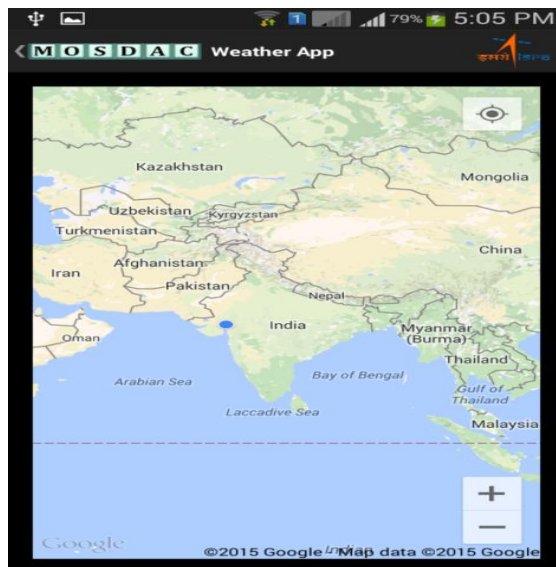 79% 5:05 PM
MOSDAC Weather App
इसरो isro
Kazakhstan
Mongolia
Uzbekistan
Kyrgyzstan
Turkmenistan
China
Afghanistan
Iran
Pakistan
Nepal
India
Oman
Myanmar
(Burma)
Thailand
Arabian Sea
Bay of Bengal
Gulf of
Thailand
Laccadive Sea
Malaysia
+
−
Google
©2015 Google - Map data ©2015 Google